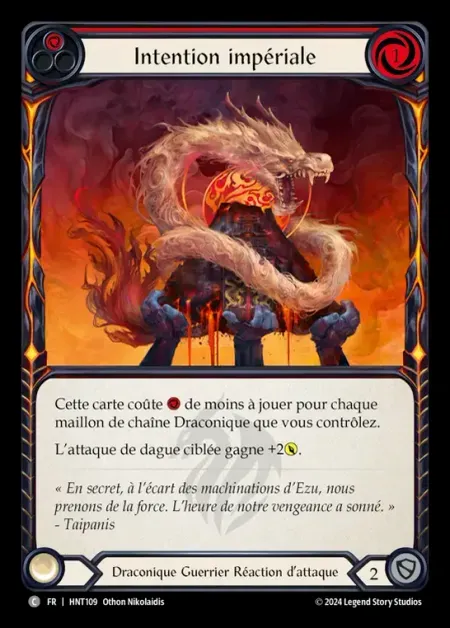 Intention impériale
1
Cette carte coûte de moins à jouer pour chaque
maillon de chaîne Draconique que vous contrôlez.
L'attaque de dague ciblée gagne +2.
« En secret, à l'écart des machinations d'Ezu, nous
prenons de la force. L'heure de notre vengeance a sonné. »
- Taipanis
Draconique Guerrier Réaction d'attaque
2
C FR | HNT109 Othon Nikolaidis
© 2024 Legend Story Studios